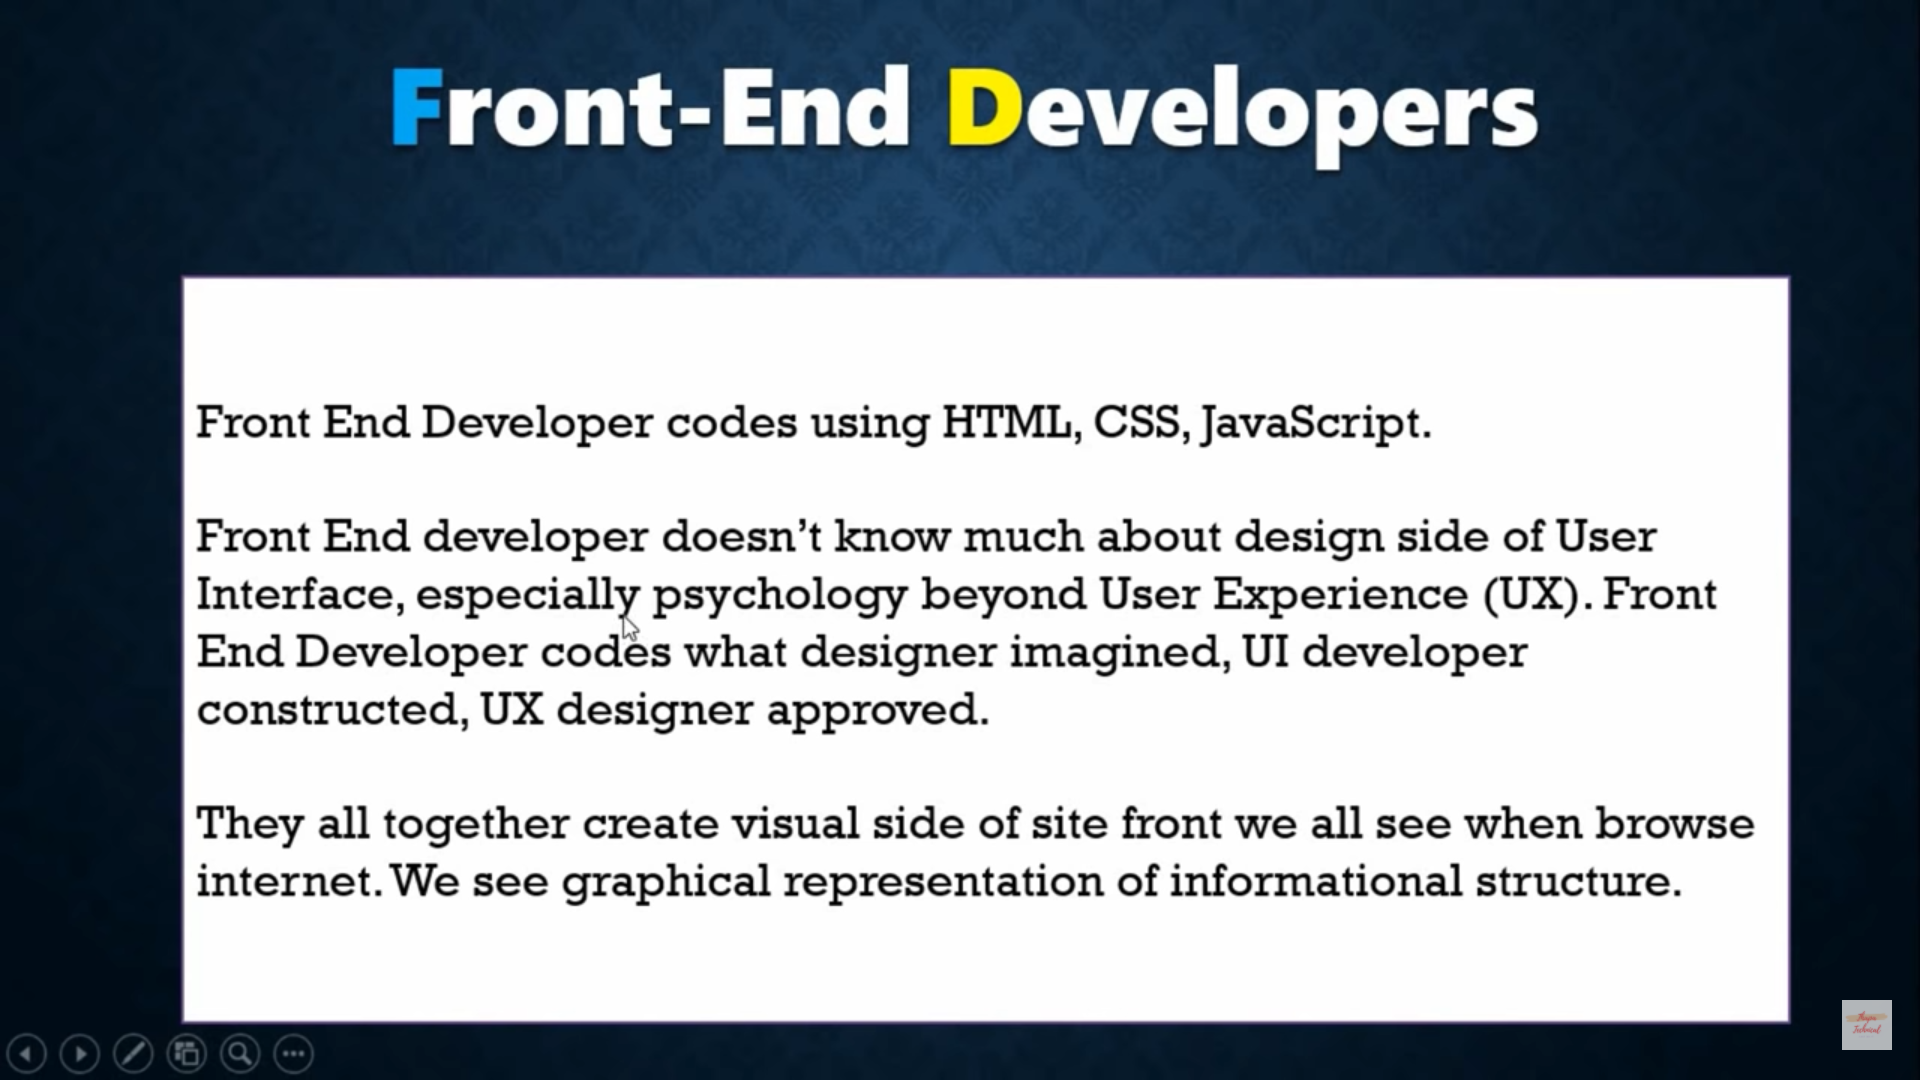 Front-End Developers
Front End Developer codes using HTML, CSS, JavaScript.
Front End developer doesn't know much about design side of User
Interface, especially psychology beyond User Experience (UX). Front
End Developer codes what designer imagined, UI developer
constructed, UX designer approved.
They all together create visual side of site front we all see when browse
internet. We see graphical representation of informational structure.